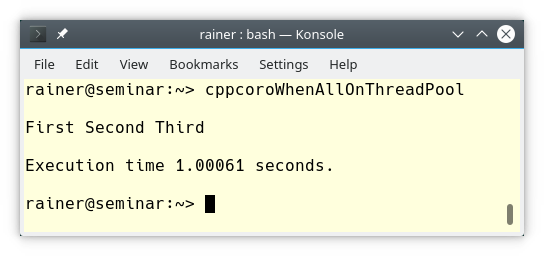 rainer : bash — Konsole
File Edit View Bookmarks Settings Help
rainer@seminar:~> cppcoroWhenAllOnThreadPool
First Second Third
Execution time 1.00061 seconds.
rainer@seminar:~>